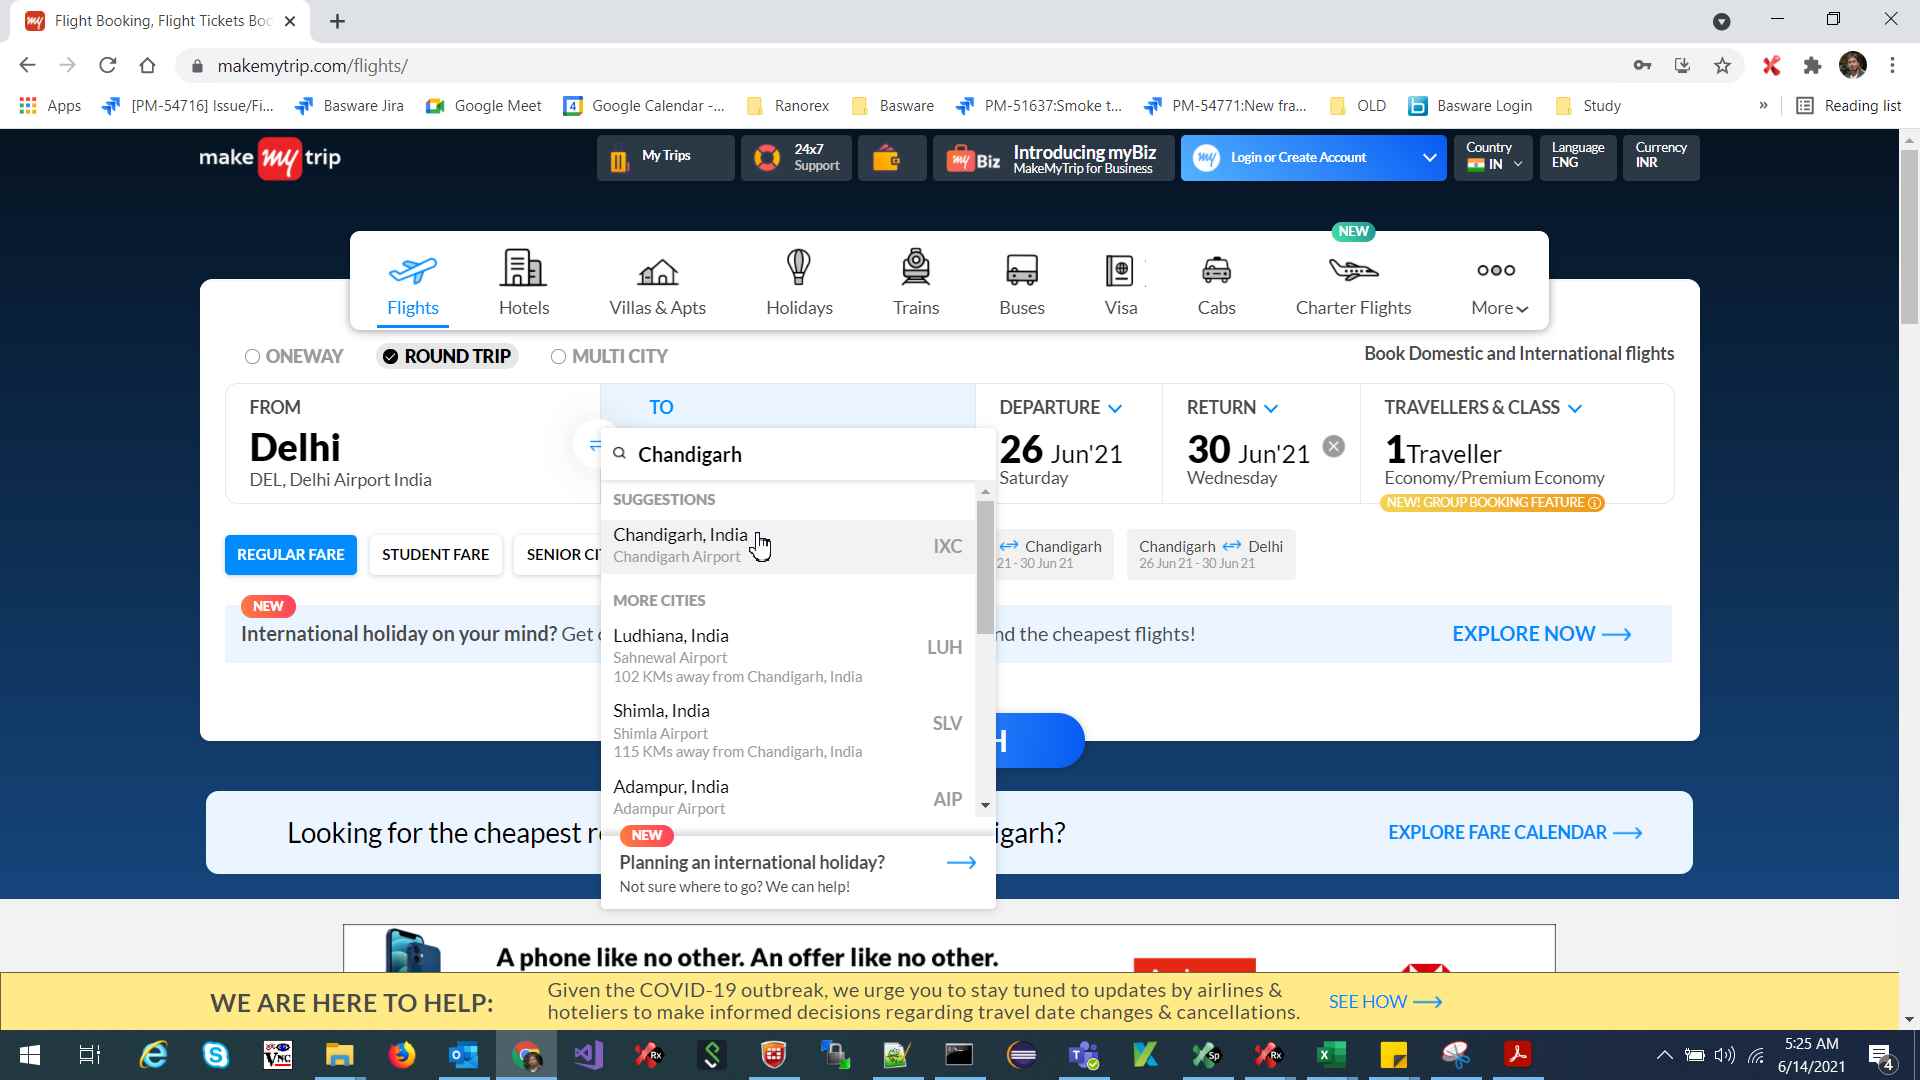 Flight Booking, Flight Tickets Boo
makemytrip.com/flights/
Apps
[PM-54716] Issue/Fi...
Basware Jira
Google Meet
4
Google Calendar -...
Ranorex
Basware
PM-51637:Smoke t...
PM-54771:New fra...
OLD
Basware Login
Study
»
Reading list
make my trip
My Trips
24x7
Support
my Biz
Introducing myBiz
MakeMyTrip for Business
my
Login or Create Account
Country
IN
Language
ENG
Currency
INR
NEW
Flights
Hotels
Villas & Apts
Holidays
Trains
Buses
Visa
Cabs
Charter Flights
More
ONEWAY
ROUND TRIP
MULTI CITY
Book Domestic and International flights
FROM
Delhi
DEL, Delhi Airport India
TO
Chandigarh
DEPARTURE
26 Jun'21
Saturday
RETURN
30 Jun'21
Wednesday
TRAVELLERS & CLASS
1Traveller
Economy/Premium Economy
NEW! GROUP BOOKING FEATURE
SUGGESTIONS
Chandigarh, India
Chandigarh Airport
IXC
MORE CITIES
Ludhiana, India
Sahnewal Airport
102 KMs away from Chandigarh, India
LUH
Shimla, India
Shimla Airport
115 KMs away from Chandigarh, India
SLV
Adampur, India
Adampur Airport
AIP
NEW
Planning an international holiday?
Not sure where to go? We can help!
REGULAR FARE
STUDENT FARE
SENIOR CIT
Chandigarh
21 - 30 Jun 21
Chandigarh Delhi
26 Jun 21 - 30 Jun 21
NEW
International holiday on your mind? Get
nd the cheapest flights!
EXPLORE NOW
H
Looking for the cheapest r
igarh?
EXPLORE FARE CALENDAR
A phone like no other. An offer like no other.
WE ARE HERE TO HELP:
Given the COVID-19 outbreak, we urge you to stay tuned to updates by airlines &
hoteliers to make informed decisions regarding travel date changes & cancellations.
SEE HOW
5:25 AM
6/14/2021
4